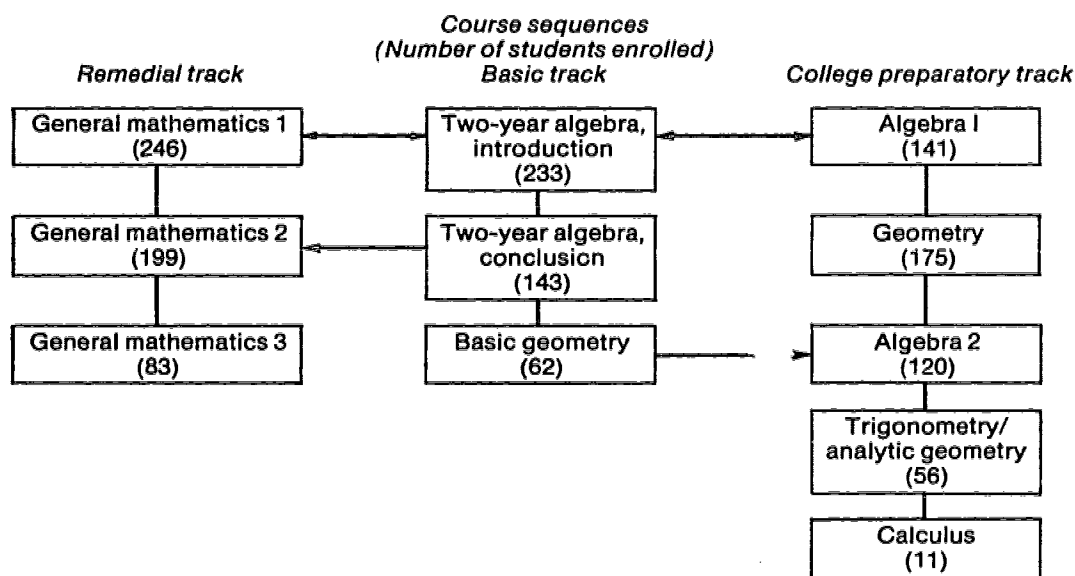 Course sequences
(Number of students enrolled)
Remedial track
Basic track
College preparatory track
General mathematics 1
(246)
Two-year algebra,
introduction
(233)
Algebra I
(141)
General mathematics 2
(199)
Two-year algebra,
conclusion
(143)
Geometry
(175)
General mathematics 3
(83)
Basic geometry
(62)
Algebra 2
(120)
Trigonometry/
analytic geometry
(56)
Calculus
(11)